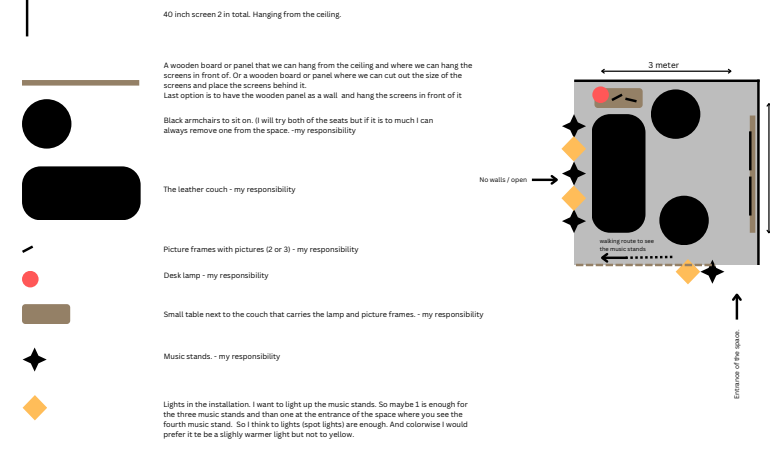 40 inch screen 2 in total. Hanging from the ceiling.
A wooden board or panel that we can hang from the ceiling and where we can hang the
screens in front of. Or a wooden board or panel where we can cut out the size of the
screens and place the screens behind it.
Last option is to have the wooden panel as a wall and hang the screens in front of it
Black armchairs to sit on. (I will try both of the seats but if it is to much I can
always remove one from the space. -my responsibility
The leather couch - my responsibility
Picture frames with pictures (2 or 3) - my responsibility
Desk lamp - my responsibility
Small table next to the couch that carries the lamp and picture frames. - my responsibility
Music stands. - my responsibility
Lights in the installation. I want to light up the music stands. So maybe 1 is enough for
the three music stands and than one at the entrance of the space where you see the
fourth music stand. So I think to lights (spot lights) are enough. And colorwise I would
prefer it te be a slighly warmer light but not to yellow.
3 meter
No walls / open
walking route to see
the music stands
Entrance of the space.